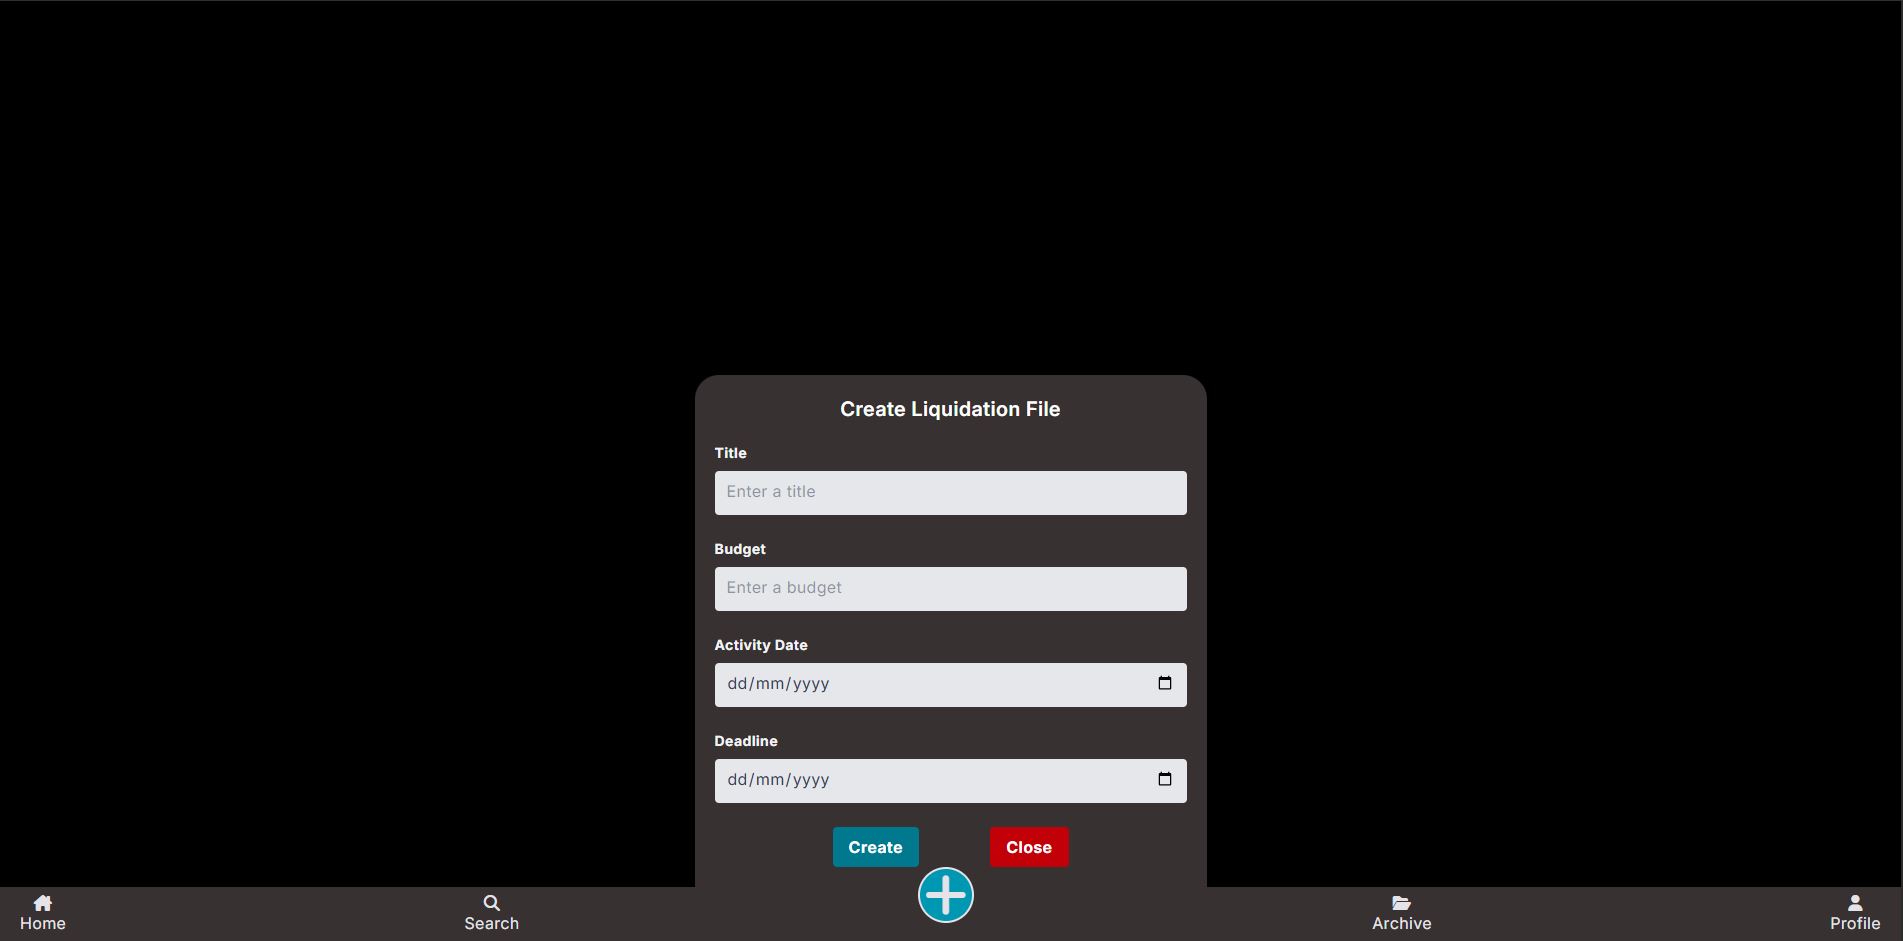 Create Liquidation File
Title
Enter a title
Budget
Enter a budget
Activity Date
dd/mm/yyyy
Deadline
dd/mm/yyyy
Create Close
Home Search Archive Profile